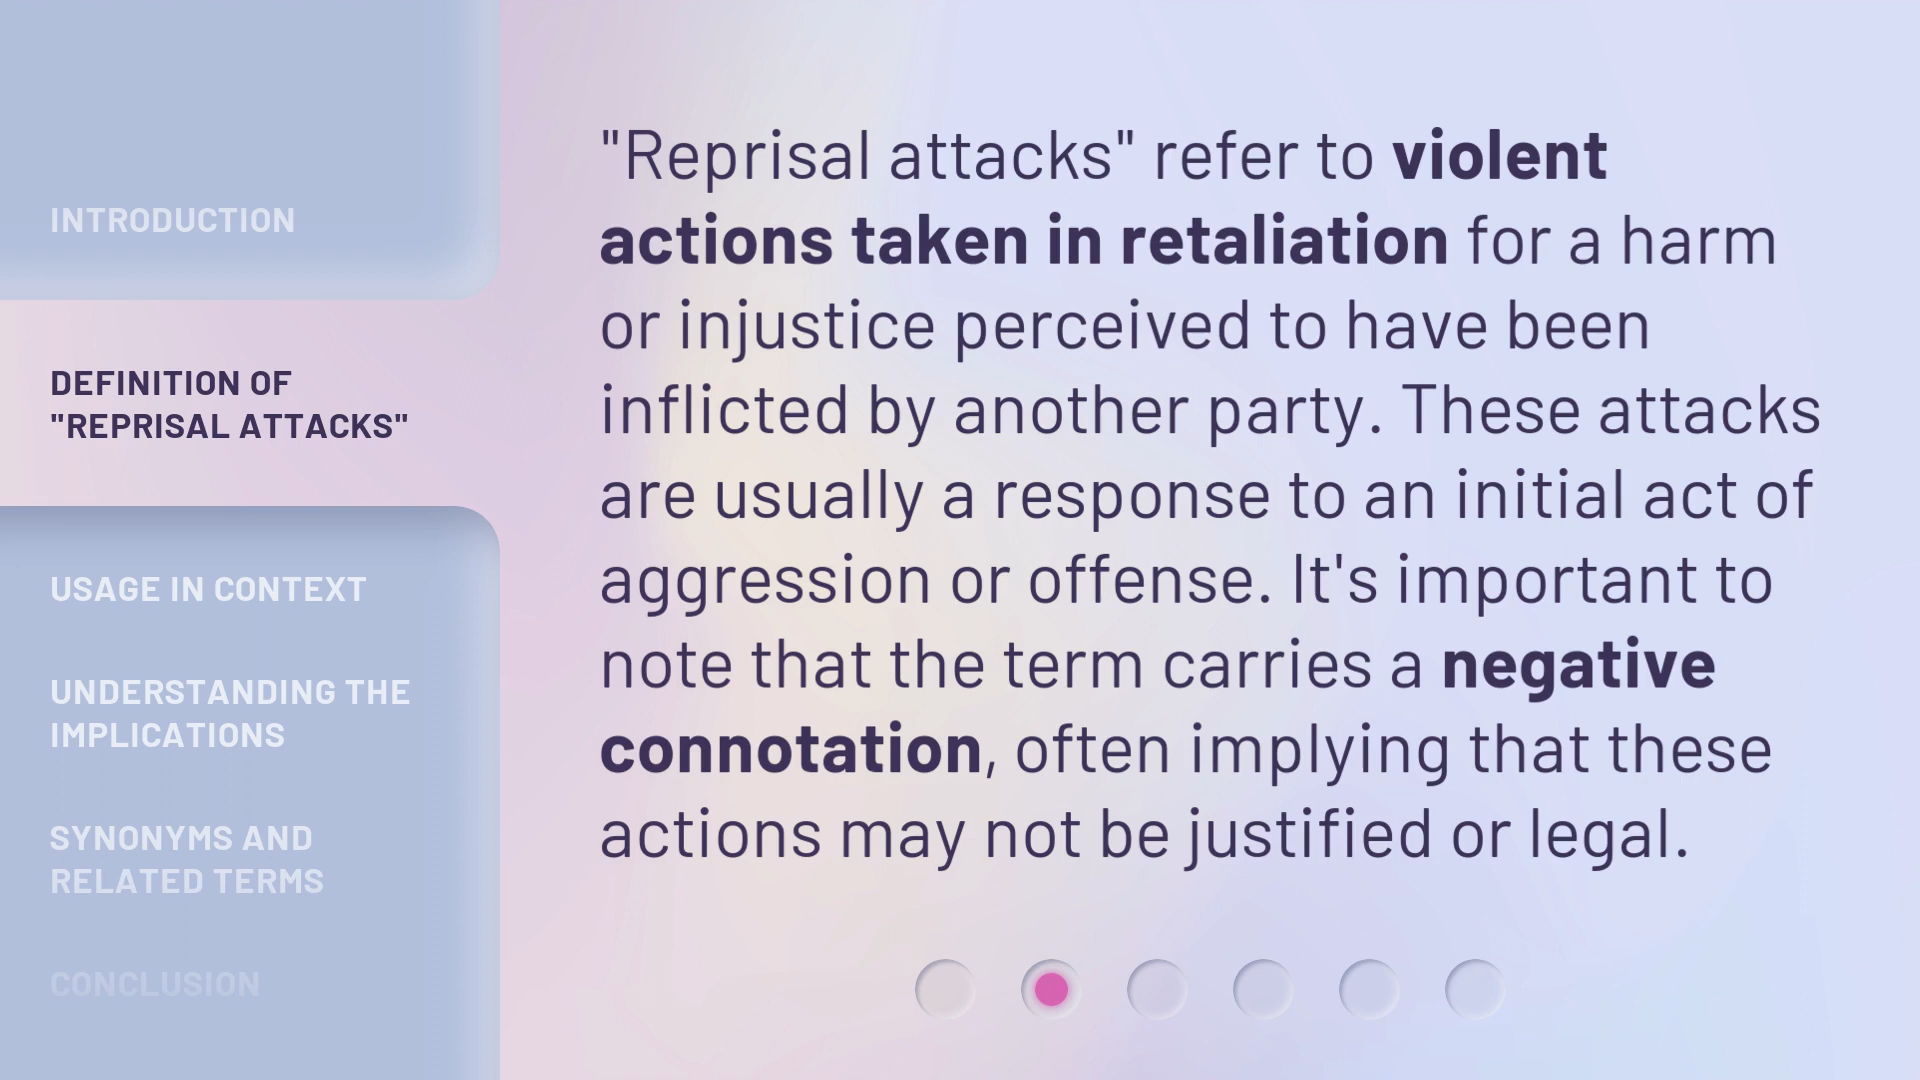 INTRODUCTION
DEFINITION OF
"REPRISAL ATTACKS"
USAGE IN CONTEXT
UNDERSTANDING THE
IMPLICATIONS
SYNONYMS AND
RELATED TERMS
CONCLUSION
"Reprisal attacks" refer to violent
actions taken in retaliation for a harm
or injustice perceived to have been
inflicted by another party. These attacks
are usually a response to an initial act of
aggression or offense. It's important to
note that the term carries a negative
connotation, often implying that these
actions may not be justified or legal.